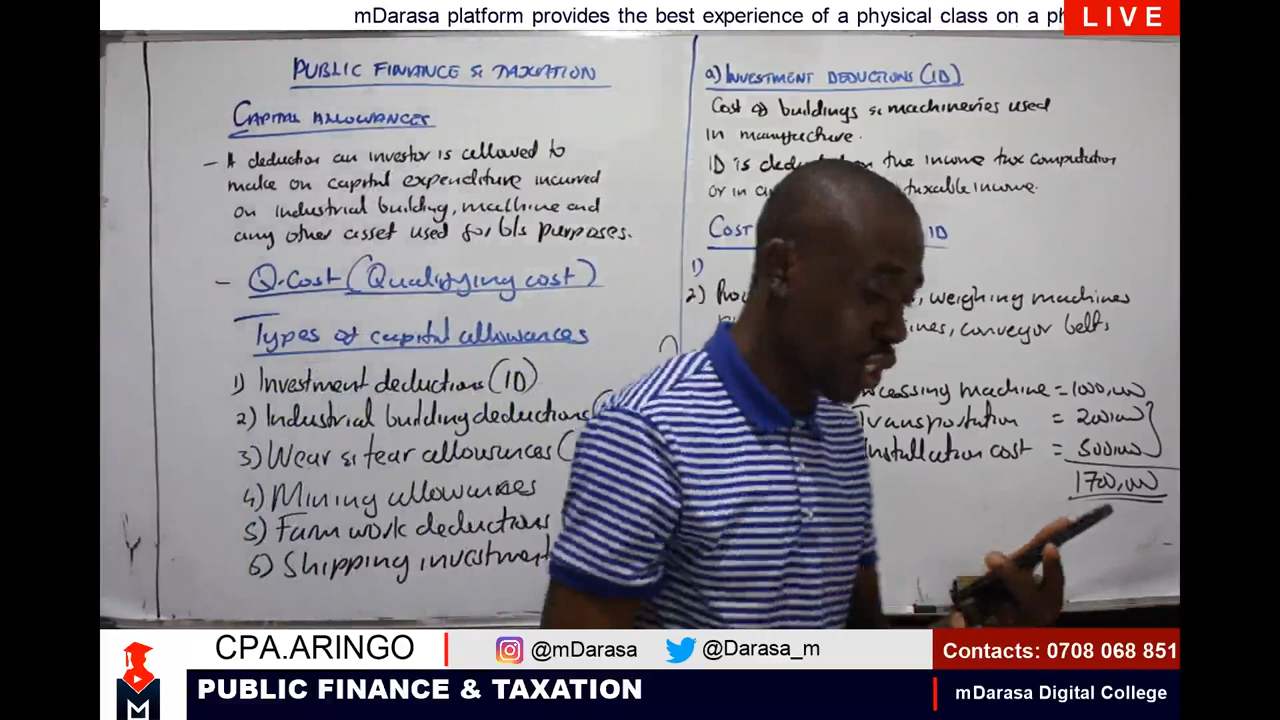 mDarasa platform provides the best experience of a physical class on a ph
LIVE
PUBLIC FINANCE & TAXATION
CAPITAL ALLOWANCES
- A deduction an investor is allowed to
make on capital expenditure incurred
on industrial building, machine and
any other asset used for b/s purposes.
- Q.Cost (Qualifying cost)
Types of capital allowances
1) Investment deductions (ID)
2) Industrial building deductions
3) Wear & tear allowances (
4) Mining allowances
5) Farm work deductions
6) Shipping investment
a) INVESTMENT DEDUCTIONS (ID)
Cost of buildings & machineries used
in manufacture.
ID is the income tax computation
or in taxable income.
COST ID
1)
2) weighing machines
conveyor belts
machine = 1000,000
Transportation = 200,000
Installation cost = 500,000
1700,000
CPA.ARINGO
@mDarasa
@Darasa_m
Contacts: 0708 068 851
PUBLIC FINANCE & TAXATION
mDarasa Digital College